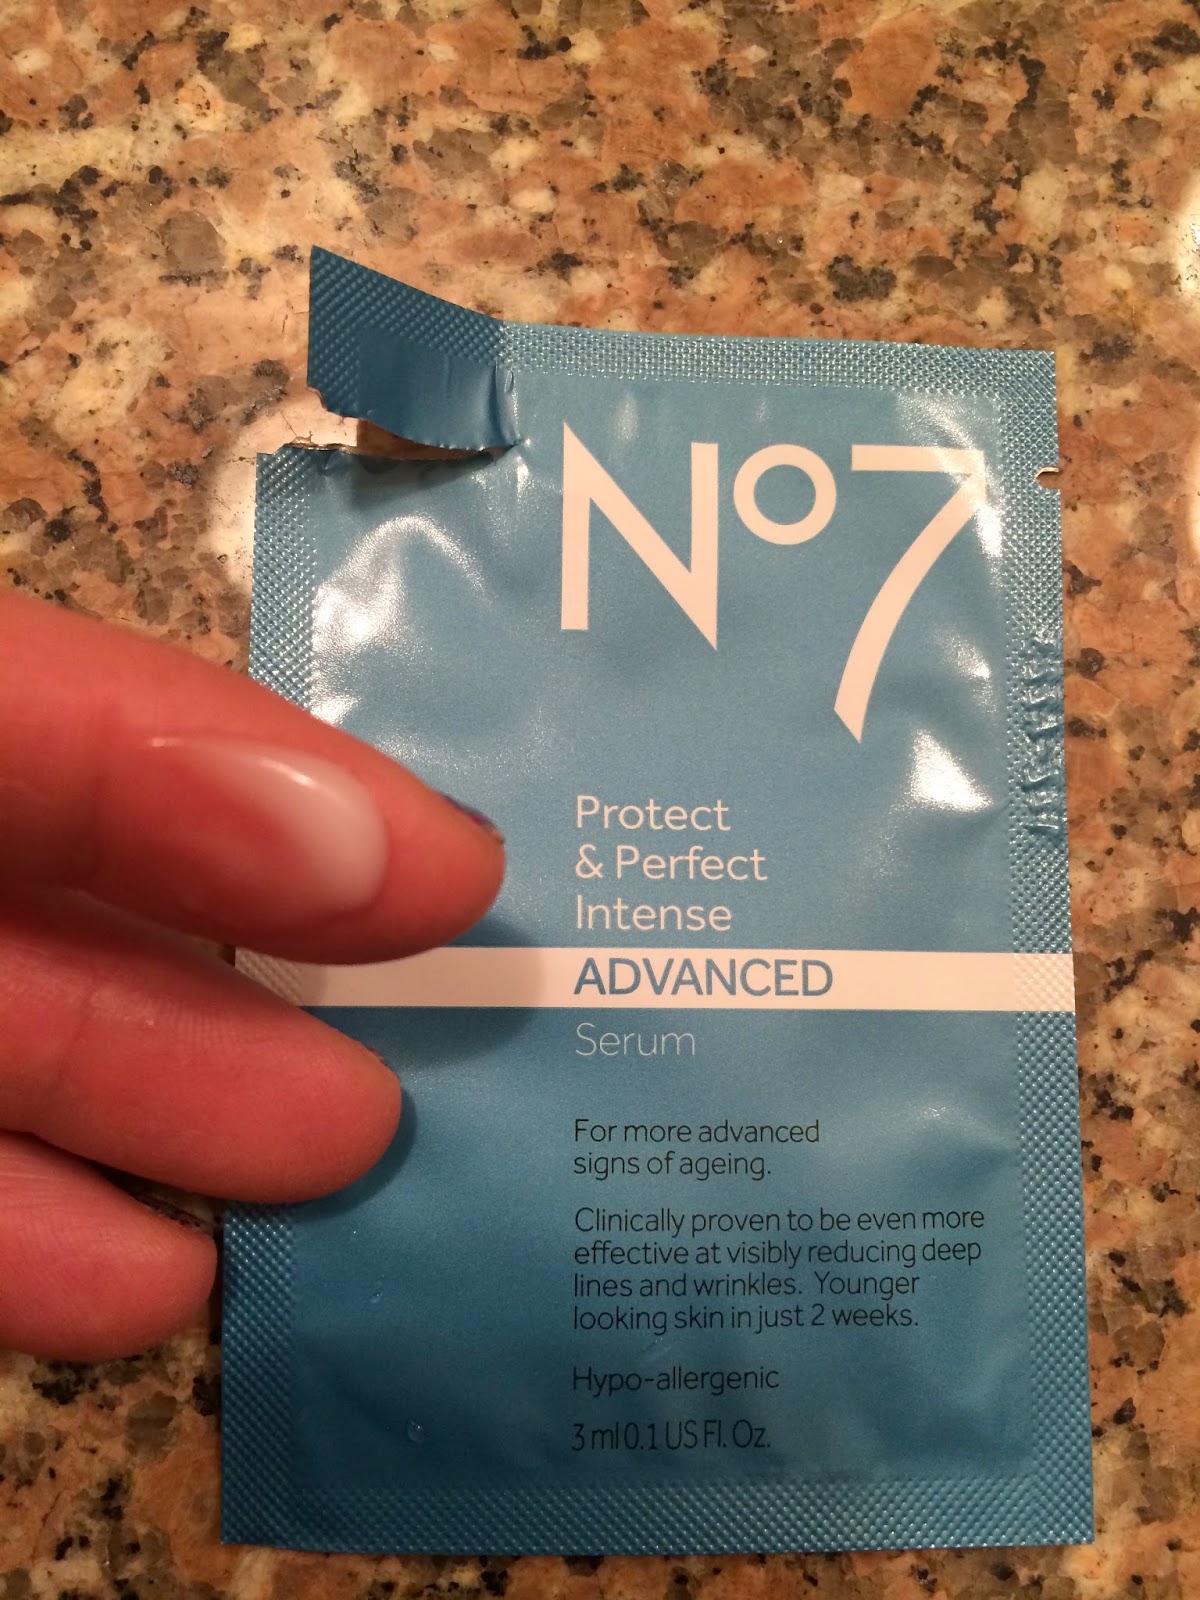 No7
Protect
& Perfect
Intense
ADVANCED
Serum
For more advanced
signs of ageing.
Clinically proven to be even more
effective at visibly reducing deep
lines and wrinkles. Younger
looking skin in just 2 weeks.
Hypo-allergenic
3 ml 0.1 US Fl. Oz.